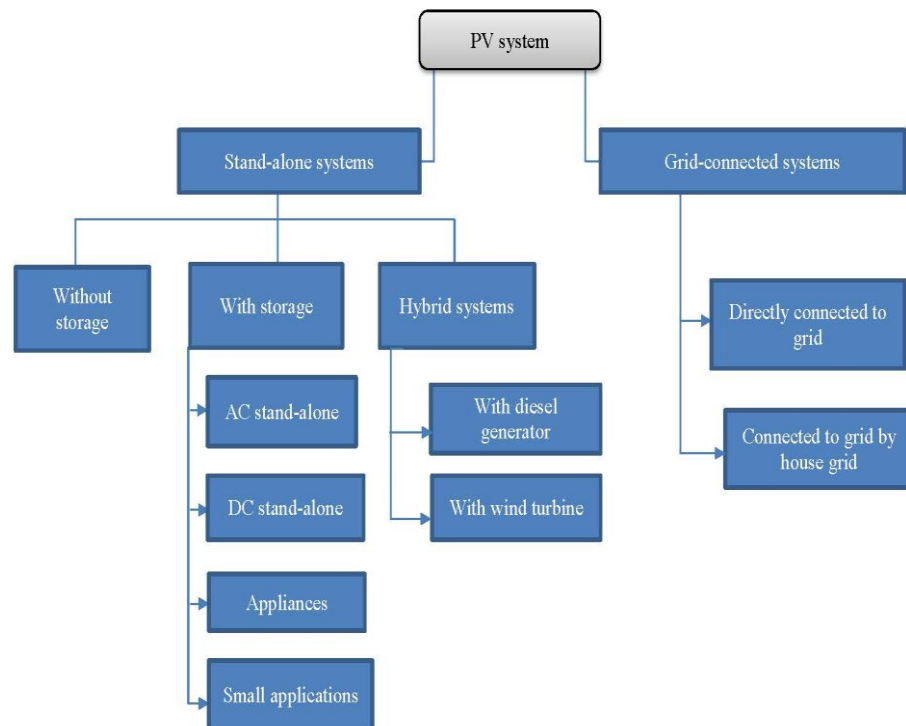 PV system
Stand-alone systems
Grid-connected systems
Without
storage
With storage
Hybrid systems
Directly connected to
grid
AC stand-alone
With diesel
generator
Connected to grid by
house grid
DC stand-alone
With wind turbine
Appliances
Small applications